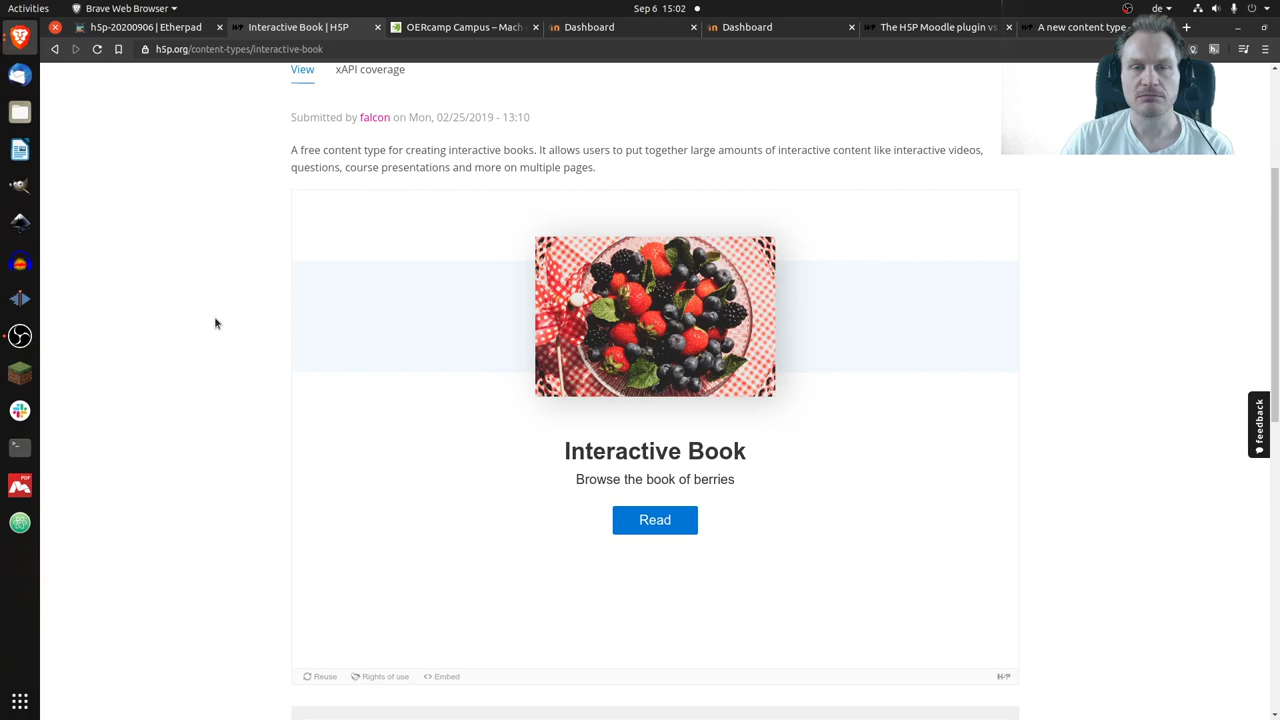 Activities
Brave Web Browser
Sep 6 15:02
h5p-20200906 | Etherpad
Interactive Book | H5P
OERcamp Campus – Mach
Dashboard
Dashboard
The H5P Moodle plugin vs
A new content type
h5p.org/content-types/interactive-book
View
xAPI coverage
Submitted by falcon on Mon, 02/25/2019 - 13:10
A free content type for creating interactive books. It allows users to put together large amounts of interactive content like interactive videos,
questions, course presentations and more on multiple pages.
Interactive Book
Browse the book of berries
Read
feedback
Reuse
Rights of use
Embed
H5P
PDF